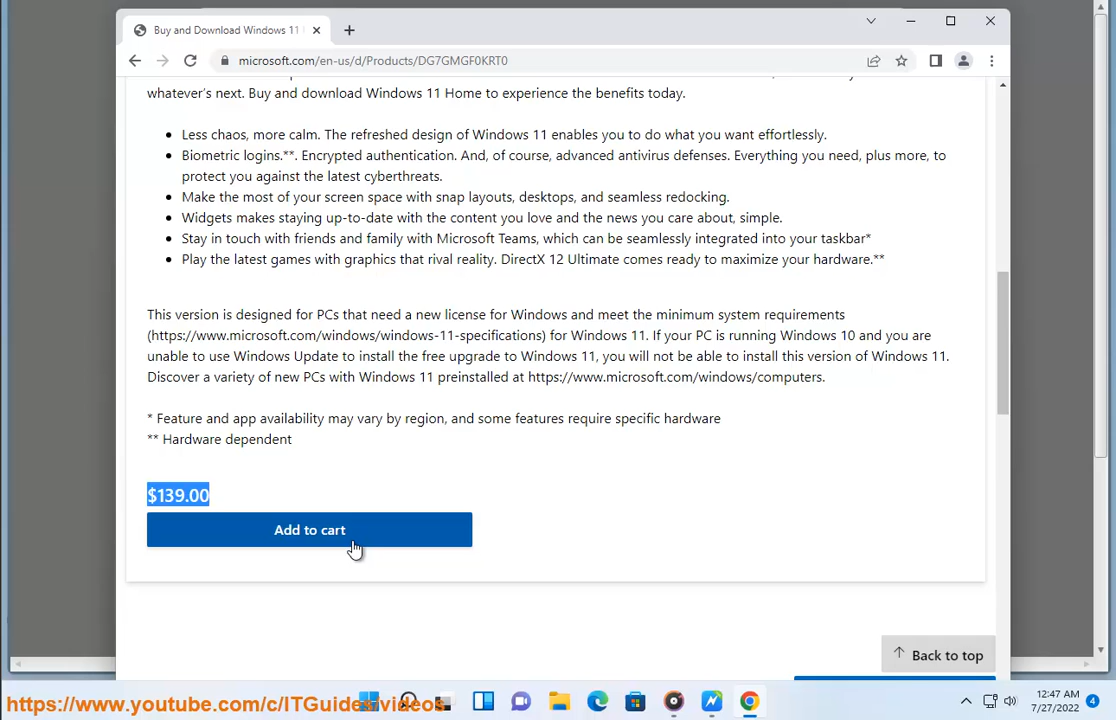 Buy and Download Windows 11
microsoft.com/en-us/d/Products/DG7GMGF0KRT0
whatever's next. Buy and download Windows 11 Home to experience the benefits today.
• Less chaos, more calm. The refreshed design of Windows 11 enables you to do what you want effortlessly.
• Biometric logins.**. Encrypted authentication. And, of course, advanced antivirus defenses. Everything you need, plus more, to
protect you against the latest cyberthreats.
• Make the most of your screen space with snap layouts, desktops, and seamless redocking.
• Widgets makes staying up-to-date with the content you love and the news you care about, simple.
• Stay in touch with friends and family with Microsoft Teams, which can be seamlessly integrated into your taskbar*
• Play the latest games with graphics that rival reality. DirectX 12 Ultimate comes ready to maximize your hardware.**
This version is designed for PCs that need a new license for Windows and meet the minimum system requirements
(https://www.microsoft.com/windows/windows-11-specifications) for Windows 11. If your PC is running Windows 10 and you are
unable to use Windows Update to install the free upgrade to Windows 11, you will not be able to install this version of Windows 11.
Discover a variety of new PCs with Windows 11 preinstalled at https://www.microsoft.com/windows/computers.
* Feature and app availability may vary by region, and some features require specific hardware
** Hardware dependent
$139.00
Add to cart
Back to top
https://www.youtube.com/c/ITGuides/videos
12:47 AM
7/27/2022
4